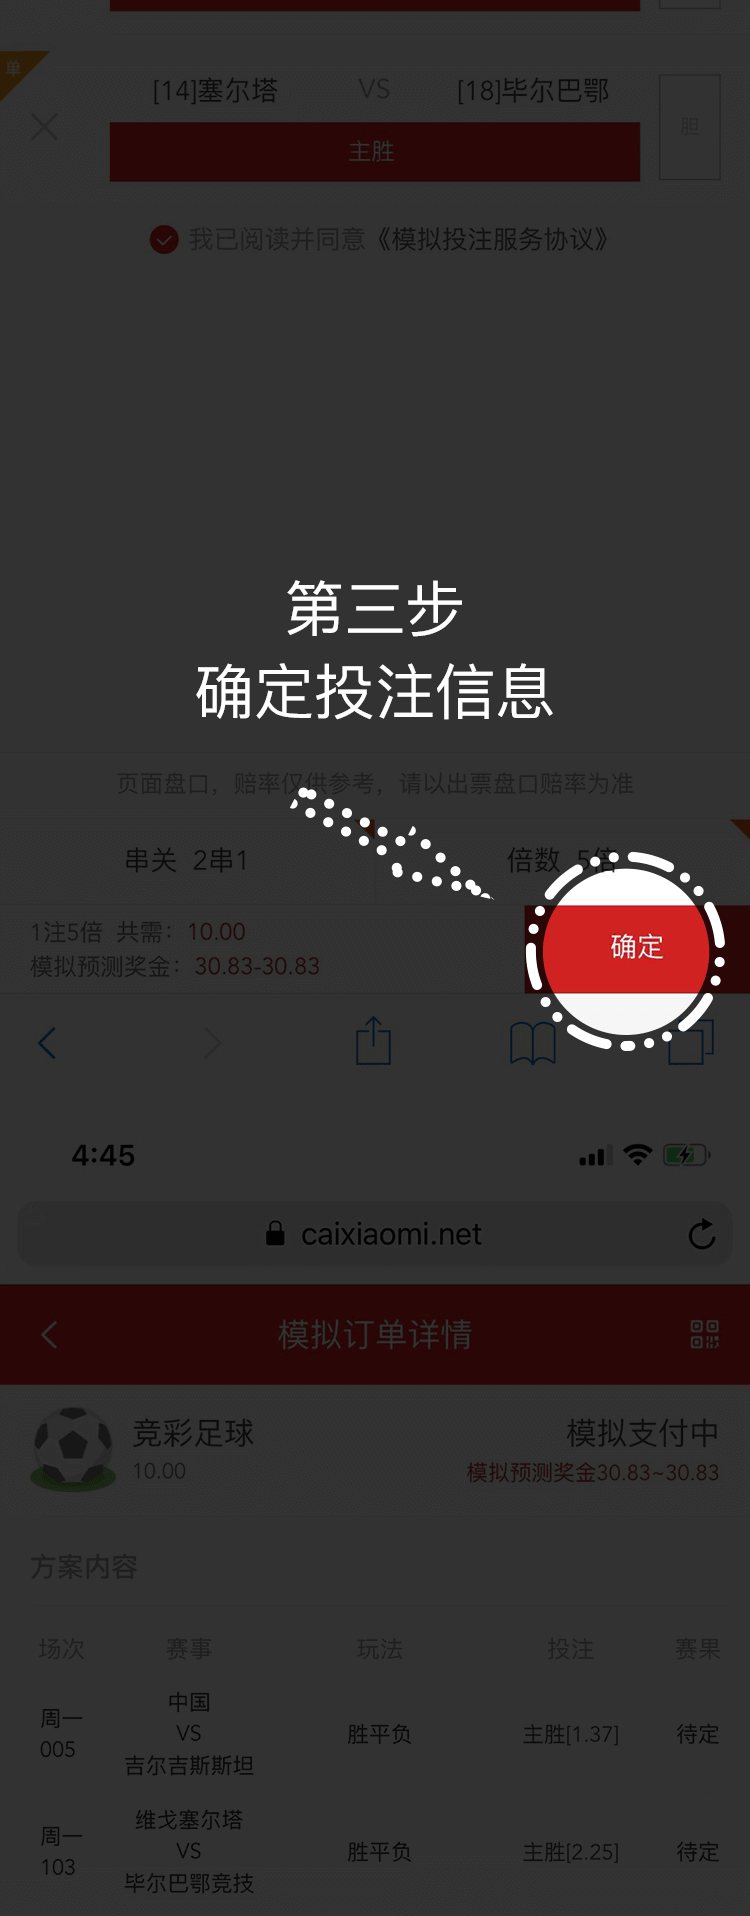 单
[14]塞尔塔 VS [18]毕尔巴鄂
主胜
胆
我已阅读并同意《模拟投注服务协议》
第三步
确定投注信息
页面盘口，赔率仅供参考，请以出票盘口赔率为准
串关 2串1 倍数 5倍
1注5倍 共需：10.00
模拟预测奖金：30.83-30.83
确定
4:45
caixiaomi.net
模拟订单详情
竞彩足球 模拟支付中
10.00 模拟预测奖金30.83~30.83
方案内容
场次 赛事 玩法 投注 赛果
周一
005
中国
VS
吉尔吉斯斯坦
胜平负 主胜[1.37] 待定
周一
103
维戈塞尔塔
VS
毕尔巴鄂竞技
胜平负 主胜[2.25] 待定